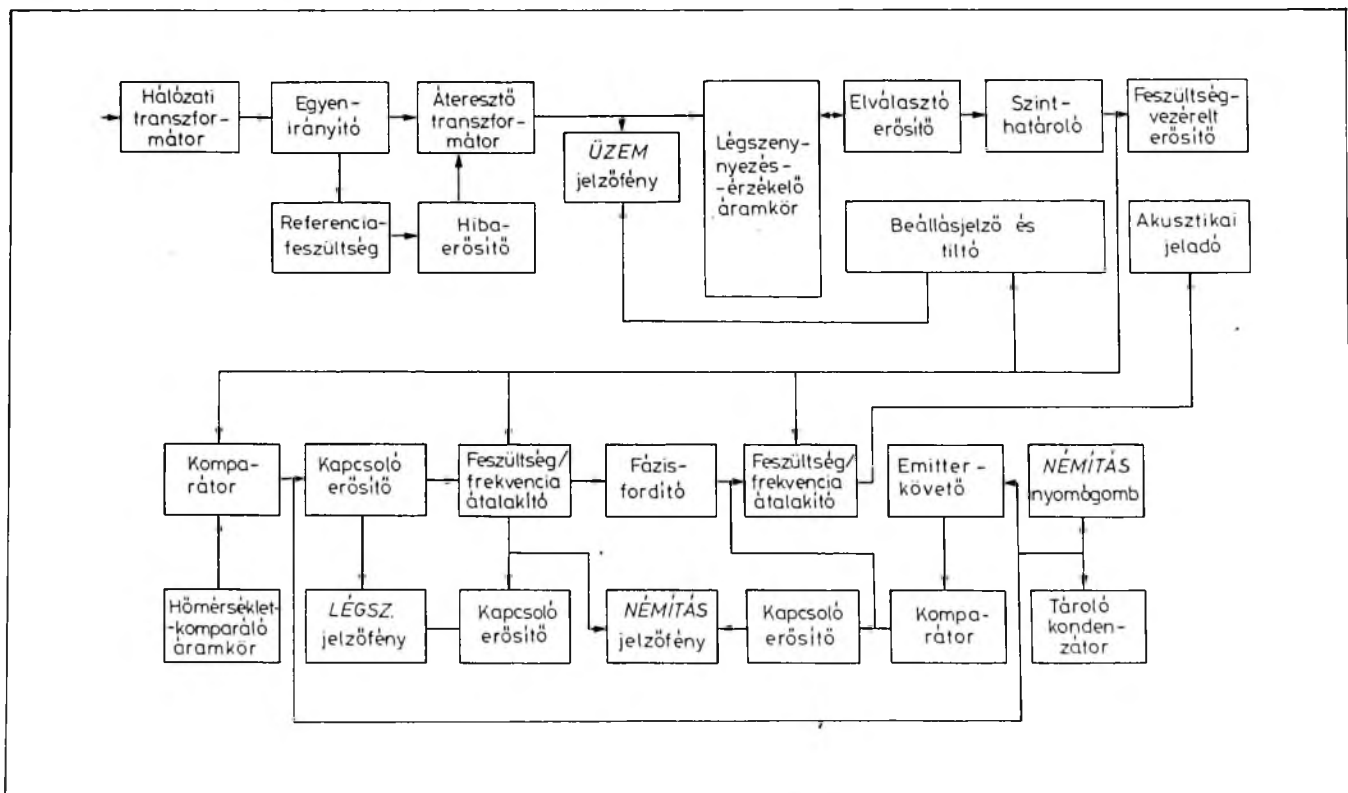 Hálózati
transzfor-
mátor
Egyen-
irányító
Áteresztő
transzfor-
mátor
ÜZEM
jelzőfény
Légszeny-
nyezés-
-érzékelő
áramkör
Elválasztó
erősítő
Szint-
határoló
Feszültség-
vezérelt
erősítő
Referencia-
feszültség
Hiba-
erősítő
Beállásjelző és
tiltó
Akusztikai
jeladó
Kompa-
rátor
Kapcsoló
erősítő
Feszültség/
frekvencia
átalakító
Fázis-
fordító
Feszültség/
frekvencia
átalakító
Emitter-
követő
NÉMÍTÁS
nyomógomb
Hőmérséklet-
-komparáló
áramkör
LÉGSZ.
jelzőfény
Kapcsoló
erősítő
NÉMÍTÁS
jelzőfény
Kapcsoló
erősítő
Kompa-
rátor
Tároló
konden-
zátor